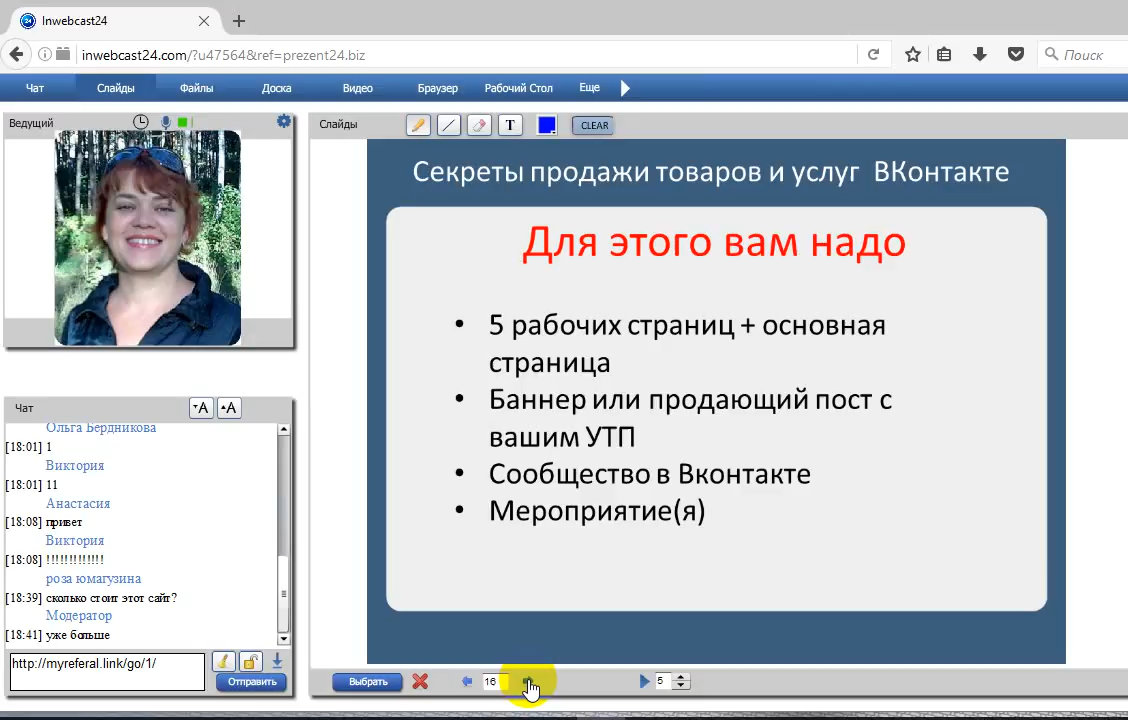 Inwebcast24
inwebcast24.com/?u47564&ref=prezent24.biz
Поиск
Чат Слайды Файлы Доска Видео Браузер Рабочий Стол Еще
Ведущий
Слайды
T
CLEAR
Секреты продажи товаров и услуг ВКонтакте
Для этого вам надо
• 5 рабочих страниц + основная
страница
• Баннер или продающий пост с
вашим УТП
• Сообщество в Вконтакте
• Мероприятие(я)
Чат
A A
Ольга Бердникова
[18:01] 1
Виктория
[18:01] 11
Анастасия
[18:08] привет
Виктория
[18:08] !!!!!!!!!!!!!
роза юмагузина
[18:39] сколько стоит этот сайт?
Модератор
[18:41] уже больше
http://myreferal.link/go/1/
Отправить
Выбрать
16
5